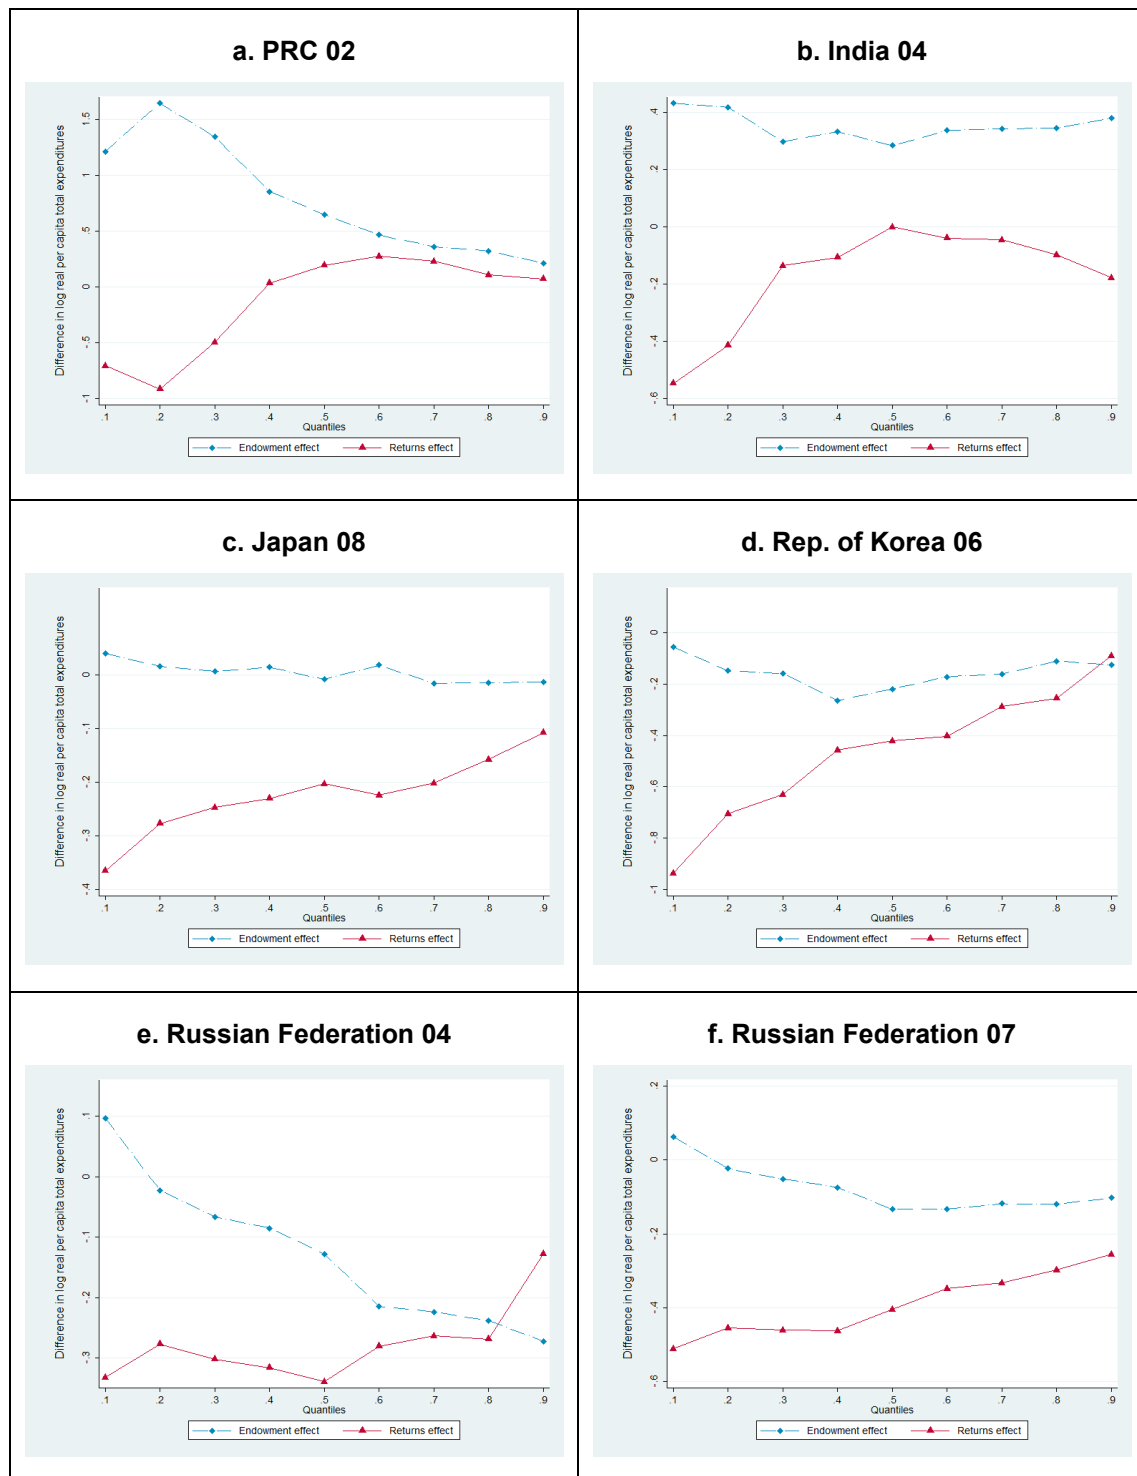 a. PRC 02
Difference in log real per capita total expenditures
1.5
1
.5
0
-.5
-1
.1 .2 .3 .4 .5 .6 .7 .8 .9
Quantiles
Endowment effect Returns effect
b. India 04
Difference in log real per capita total expenditures
.4
.2
0
-.2
-.4
-.6
.1 .2 .3 .4 .5 .6 .7 .8 .9
Quantiles
Endowment effect Returns effect
c. Japan 08
Difference in log real per capita total expenditures
0
-.1
-.2
-.3
-.4
.1 .2 .3 .4 .5 .6 .7 .8 .9
Quantiles
Endowment effect Returns effect
d. Rep. of Korea 06
Difference in log real per capita total expenditures
0
-.2
-.4
-.6
-.8
-1
.1 .2 .3 .4 .5 .6 .7 .8 .9
Quantiles
Endowment effect Returns effect
e. Russian Federation 04
Difference in log real per capita total expenditures
.1
0
-.1
-.2
-.3
.1 .2 .3 .4 .5 .6 .7 .8 .9
Quantiles
Endowment effect Returns effect
f. Russian Federation 07
Difference in log real per capita total expenditures
.2
0
-.2
-.4
-.6
.1 .2 .3 .4 .5 .6 .7 .8 .9
Quantiles
Endowment effect Returns effect